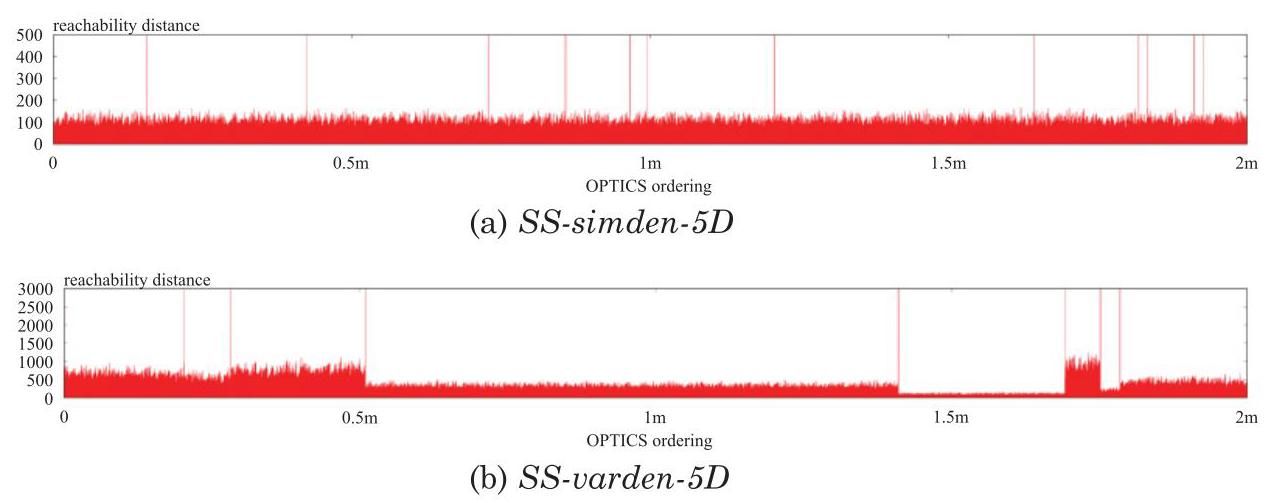 reachability distance
500
400
300
200
100
0
0 0.5m 1m 1.5m 2m
OPTICS ordering
(a) SS-simden-5D
reachability distance
3000
2500
2000
1500
1000
500
0
0 0.5m 1m 1.5m 2m
OPTICS ordering
(b) SS-varden-5D